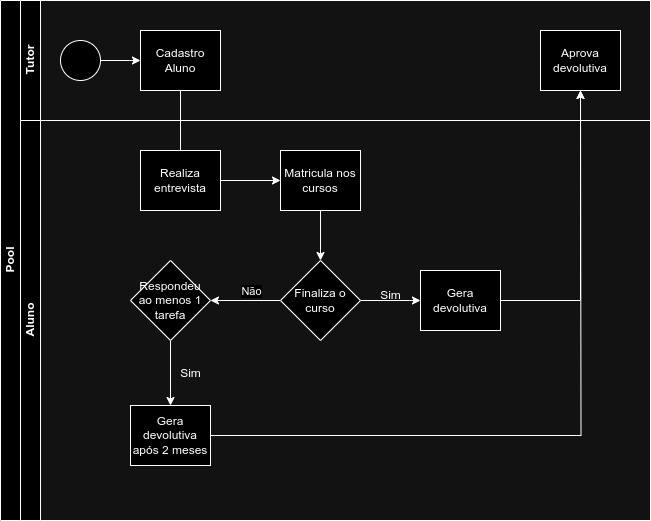 Pool
Tutor
Cadastro
Aluno
Aprova
devolutiva
Aluno
Realiza
entrevista
Matricula nos
cursos
Respondeu
ao menos 1
tarefa
Não
Finaliza o
curso
Sim
Gera
devolutiva
Sim
Gera
devolutiva
após 2 meses